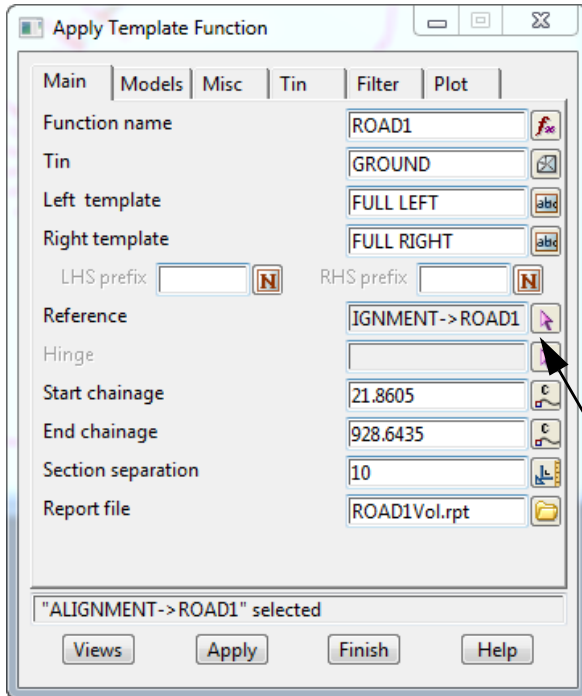 Apply Template Function
Main Models Misc Tin Filter Plot
Function name ROAD1
Tin GROUND
Left template FULL LEFT abc
Right template FULL RIGHT abc
LHS prefix N RHS prefix N
Reference IGNMENT->ROAD1
Hinge
Start chainage 21.8605 c
End chainage 928.6435 c
Section separation 10
Report file ROAD1Vol.rpt
"ALIGNMENT->ROAD1" selected
Views Apply Finish Help